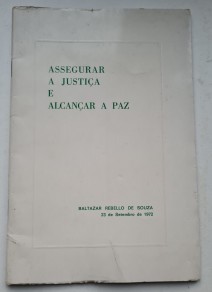 ASSEGURAR
A JUSTIÇA
E
ALCANÇAR A PAZ
BALTAZAR REBELLO DE SOUZA
23 de Setembro de 1972